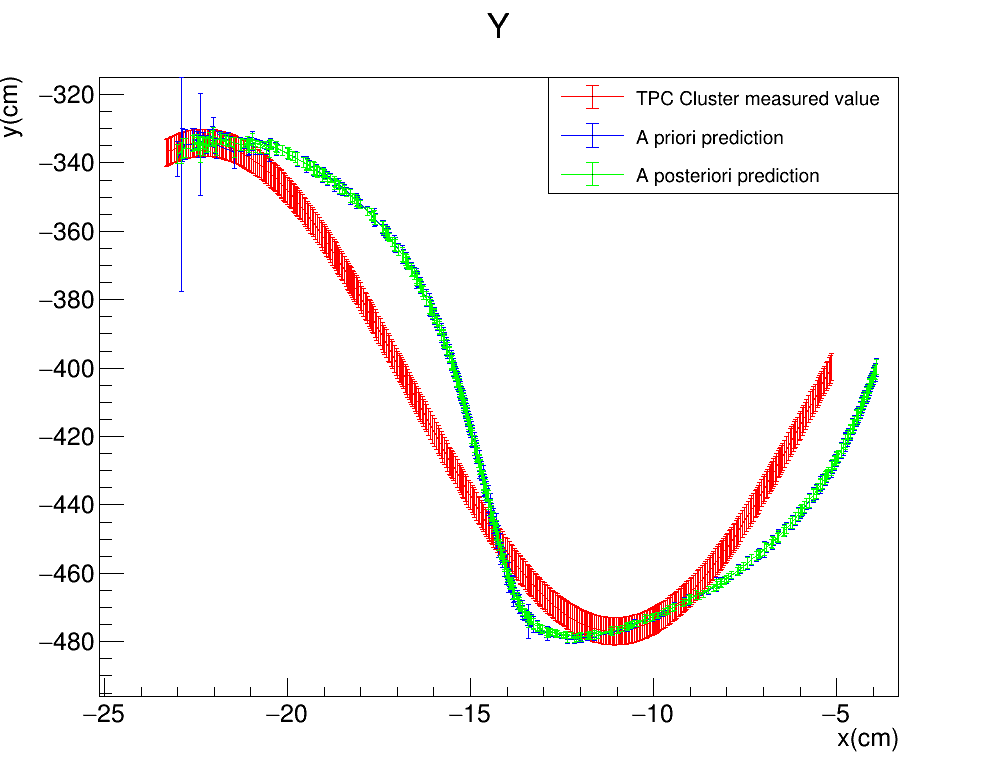 Y
y(cm)
TPC Cluster measured value
A priori prediction
A posteriori prediction
−320
−340
−360
−380
−400
−420
−440
−460
−480
−25 −20 −15 −10 −5
x(cm)